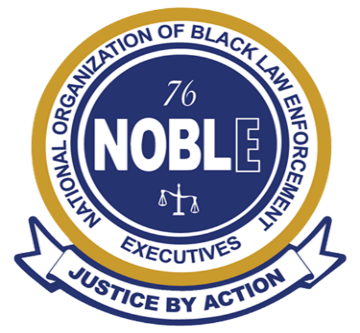 NATIONAL ORGANIZATION OF BLACK LAW ENFORCEMENT
EXECUTIVES
76
NOBLE
JUSTICE BY ACTION